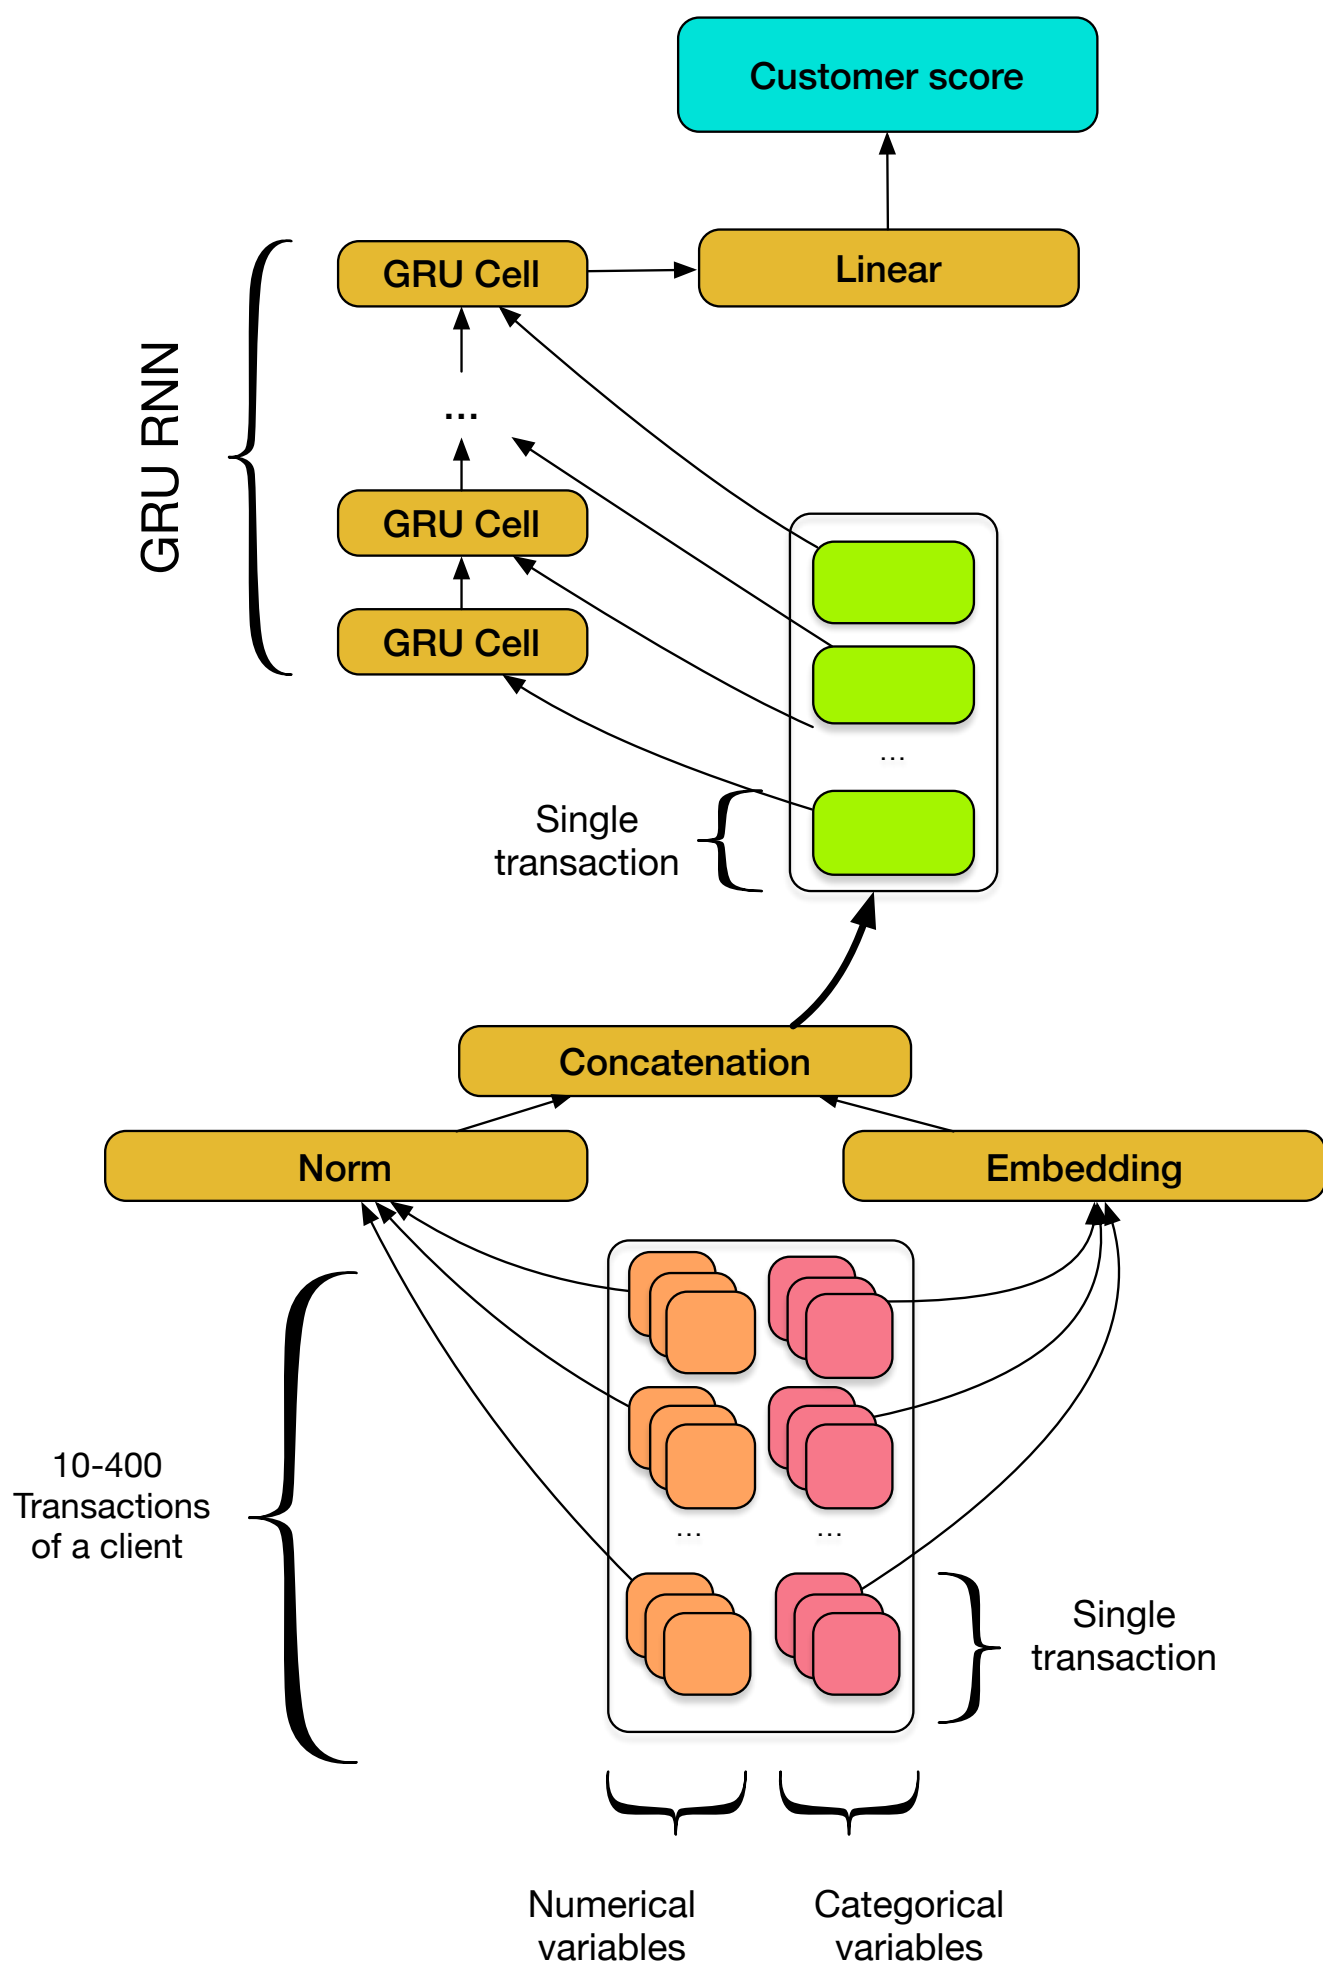 Customer score
GRU Cell
Linear
GRU RNN
...
GRU Cell
GRU Cell
...
Single
transaction
Concatenation
Norm
Embedding
10-400
Transactions
of a client
... ...
Single
transaction
Numerical
variables
Categorical
variables